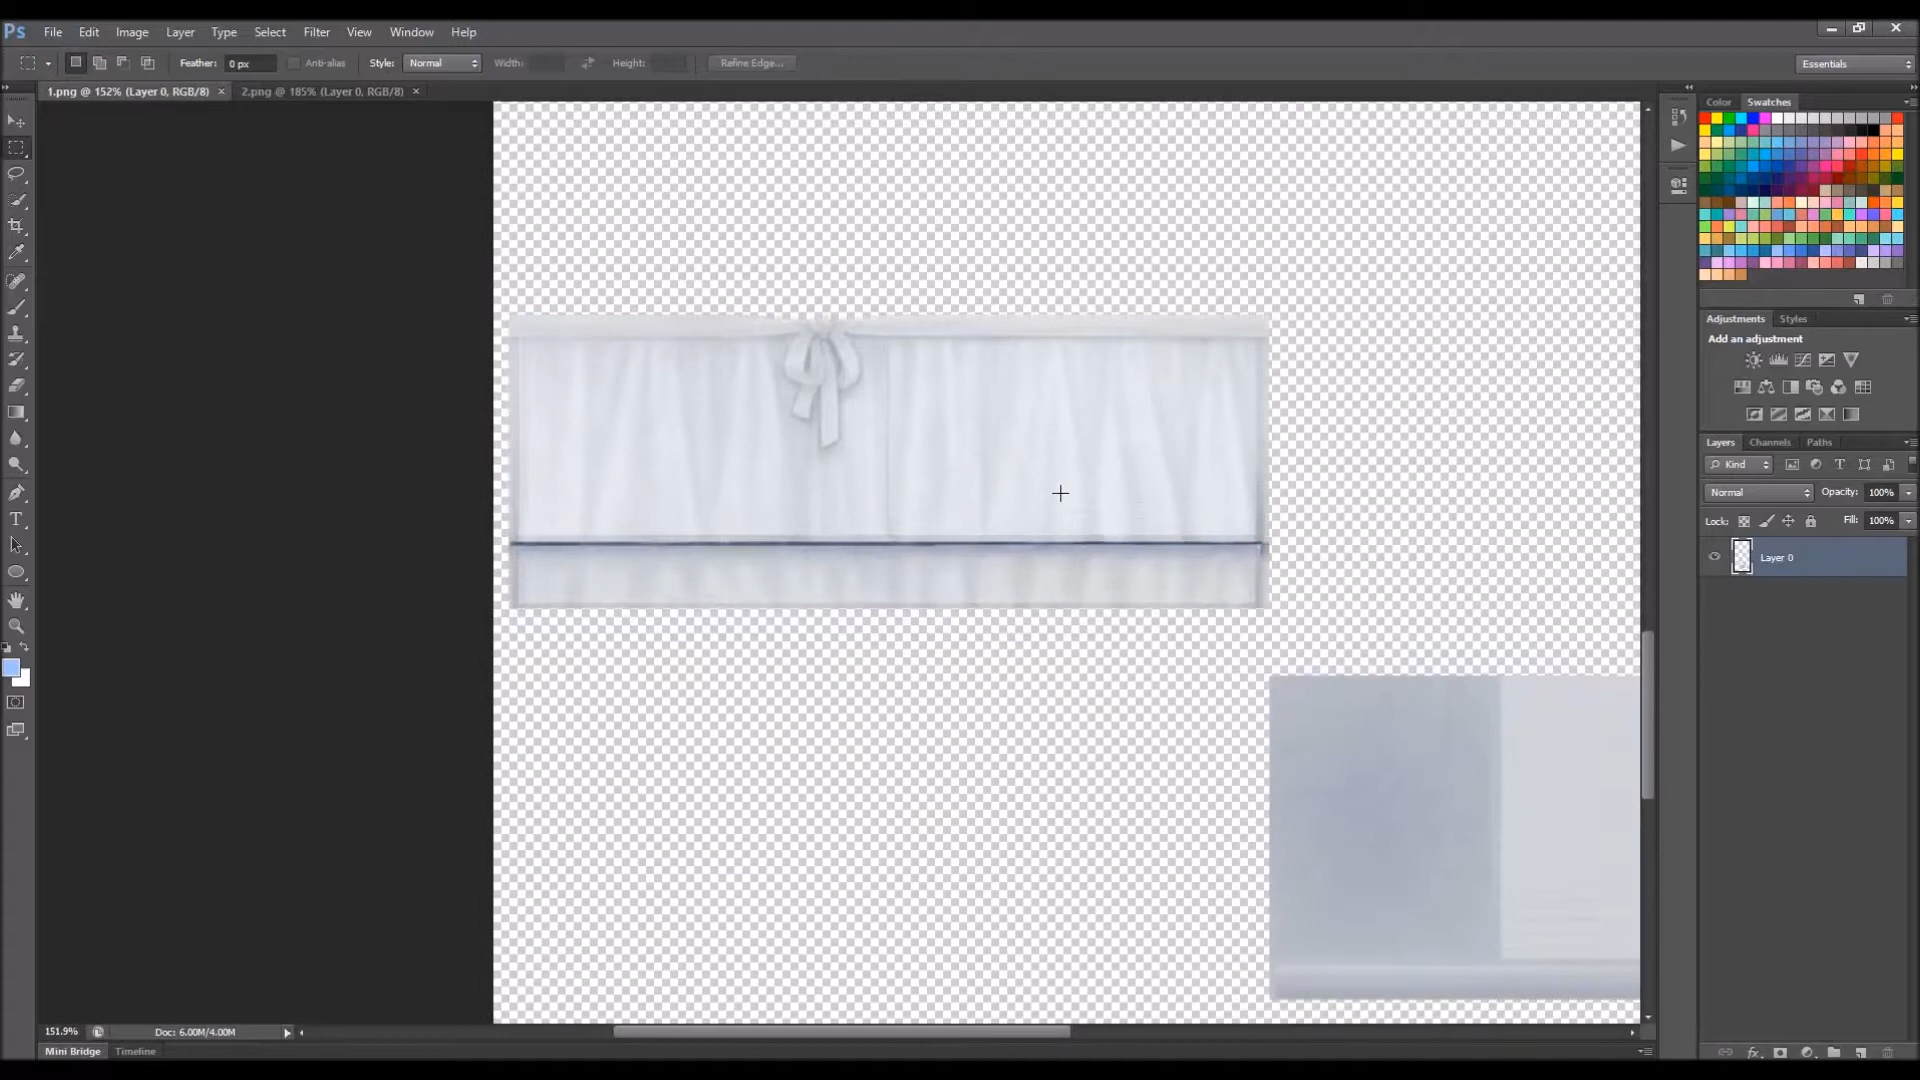 Ps File Edit Image Layer Type Select Filter View Window Help
Feather: 0 px Anti-alias Style: Normal Width: Height: Refine Edge... Essentials
1.png @ 152% (Layer 0, RGB/8) × 2.png @ 185% (Layer 0, RGB/8) ×
Color Swatches
Adjustments Styles
Add an adjustment
Layers Channels Paths
Kind
Normal Opacity: 100%
Lock: Fill: 100%
Layer 0
151.9% Doc: 6.00M/4.00M
Mini Bridge Timeline